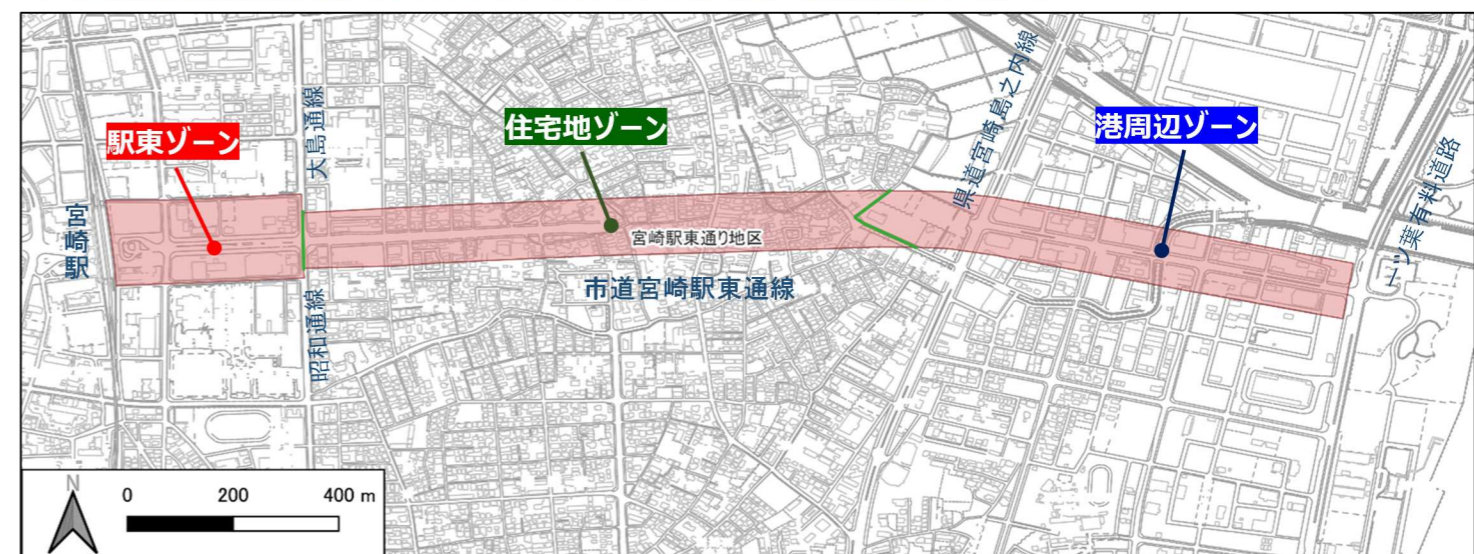 駅東ゾーン
住宅地ゾーン
港周辺ゾーン
宮崎駅
大島通線
昭和通線
宮崎駅東通り地区
市道宮崎駅東通線
県道宮崎島之内線
一ツ葉有料道路
N
0 200 400 m